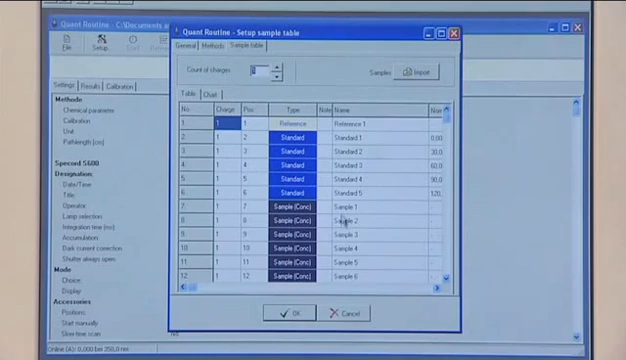 Quant Routine - C:\Documents a
Quant Routine - Setup sample table
File
Setup..
General
Methods
Sample table
Count of charges
Samples
Import
Settings
Results
Calibration
Table
Chart
No
Charge
Pos.
Type
Note
Name
1 1 1 Reference Reference 1
2 1 2 Standard Standard 1 0,00
3 1 3 Standard Standard 2 30,0
4 1 4 Standard Standard 3 60,0
5 1 5 Standard Standard 4 90,0
6 1 6 Standard Standard 5 120,
7 1 7 Sample (Conc) Sample 1
8 1 8 Sample (Conc) Sample 2
9 1 9 Sample (Conc) Sample 3
10 1 10 Sample (Conc) Sample 4
11 1 11 Sample (Conc) Sample 5
12 1 12 Sample (Conc) Sample 6
Methode
Chemical parameter
Calibration
Unit
Pathlength [cm]
Specord S600
Designation:
Date/Time
Title:
Operator:
Lamp selection
Integration time (ms)
Accumulation
Dark current correction
Shutter always open
Mode
Choice:
Display
Accessories
Positions:
Start manually
Slow time scan
OK
Cancel
Online (A): 0,000 bei 350,0 nm